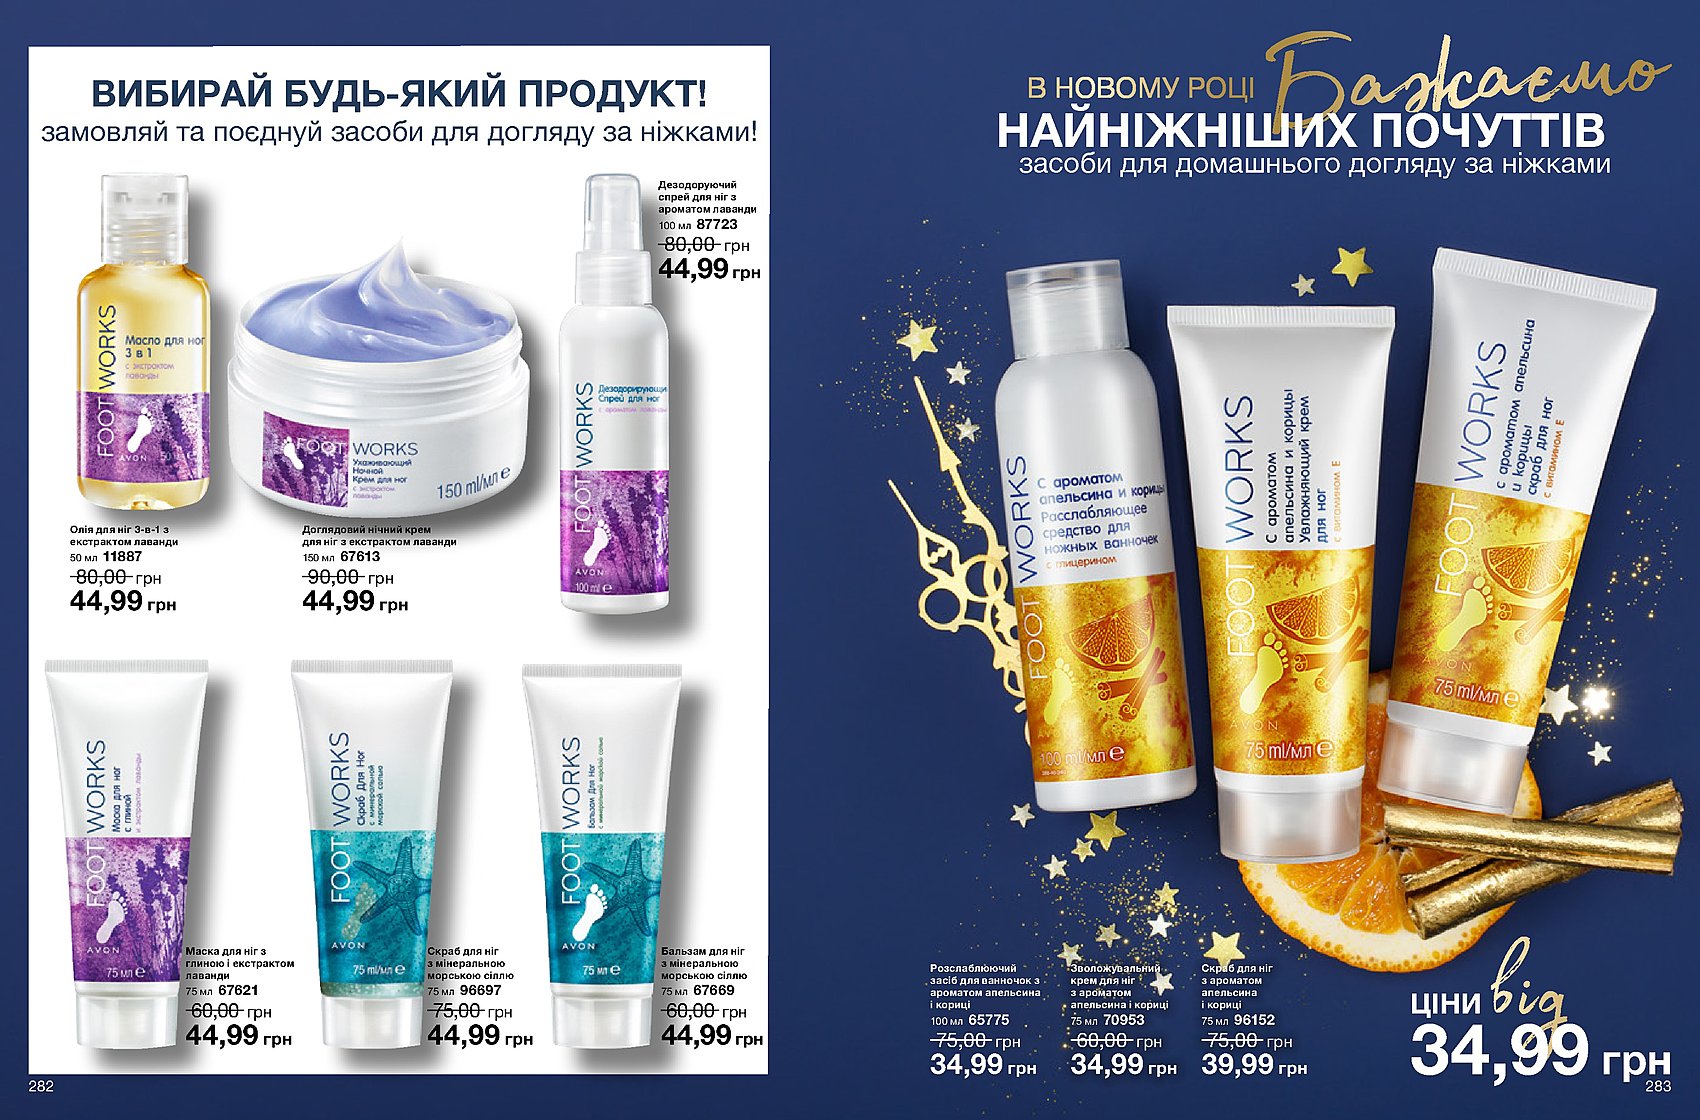 ВИБИРАЙ БУДЬ-ЯКИЙ ПРОДУКТ!
замовляй та поєднуй засоби для догляду за ніжками!
Дезодоруючий
спрей для ніг з
ароматом лаванди
100 мл 87723
80,00 грн
44,99 грн
FOOT WORKS
Масло для ног
3 в 1
с экстрактом
лаванды
AVON
FOOT WORKS
Ухаживающий
Ночной
Крем для ног
с экстрактом
лаванды
150 ml/мл e
FOOT WORKS
Дезодорирующий
Спрей для ног
с ароматом лаванды
AVON
100 ml e
Олія для ніг 3-в-1 з
екстрактом лаванди
50 мл 11887
80,00 грн
44,99 грн
Доглядовий нічний крем
для ніг з екстрактом лаванди
150 мл 67613
90,00 грн
44,99 грн
FOOT WORKS
Маска для ног
с глиной
и экстрактом лаванды
AVON
75 мл e
FOOT WORKS
Скраб Для Ног
с минеральной
морской солью
AVON
75 ml/мл e
FOOT WORKS
Бальзам Для Ног
с минеральной морской солью
AVON
75 мл e
Маска для ніг з
глиною і екстрактом
лаванди
75 мл 67621
60,00 грн
44,99 грн
Скраб для ніг
з мінеральною
морською сіллю
75 мл 96697
75,00 грн
44,99 грн
Бальзам для ніг
з мінеральною
морською сіллю
75 мл 67669
60,00 грн
44,99 грн
282
В НОВОМУ РОЦІ Бажаємо
НАЙНІЖНІШИХ ПОЧУТТІВ
засоби для домашнього догляду за ніжками
FOOT WORKS
С ароматом
апельсина и корицы
Расслабляющее
средство для
ножных ванночек
с глицерином
100 ml/мл e
FOOT WORKS
С ароматом
апельсина и корицы
Увлажняющий крем
для ног
с витамином Е
AVON
75 ml/мл e
FOOT WORKS
с ароматом апельсина
и корицы
скраб для ног
с витамином Е
AVON
75 ml/мл e
Розслаблюючий
засіб для ванночок з
ароматом апельсина
і кориці
100 мл 65775
75,00 грн
34,99 грн
Зволожувальний
крем для ніг
з ароматом
апельсина і кориці
75 мл 70953
60,00 грн
34,99 грн
Скраб для ніг
з ароматом
апельсина
і кориці
75 мл 96152
75,00 грн
39,99 грн
ЦІНИ від
34,99 грн
283